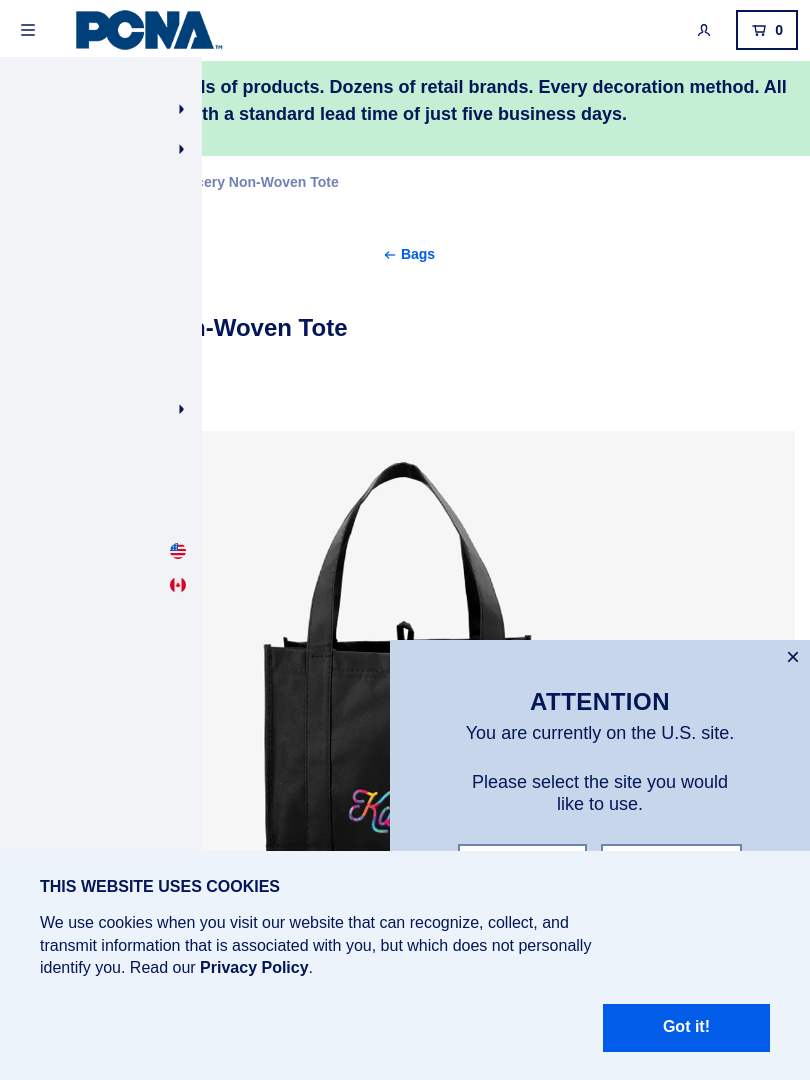 PCNA™
0
ls of products. Dozens of retail brands. Every decoration method. All
th a standard lead time of just five business days.
cery Non-Woven Tote
← Bags
n-Woven Tote
ATTENTION
You are currently on the U.S. site.
Please select the site you would
like to use.
THIS WEBSITE USES COOKIES
We use cookies when you visit our website that can recognize, collect, and
transmit information that is associated with you, but which does not personally
identify you. Read our Privacy Policy.
Got it!